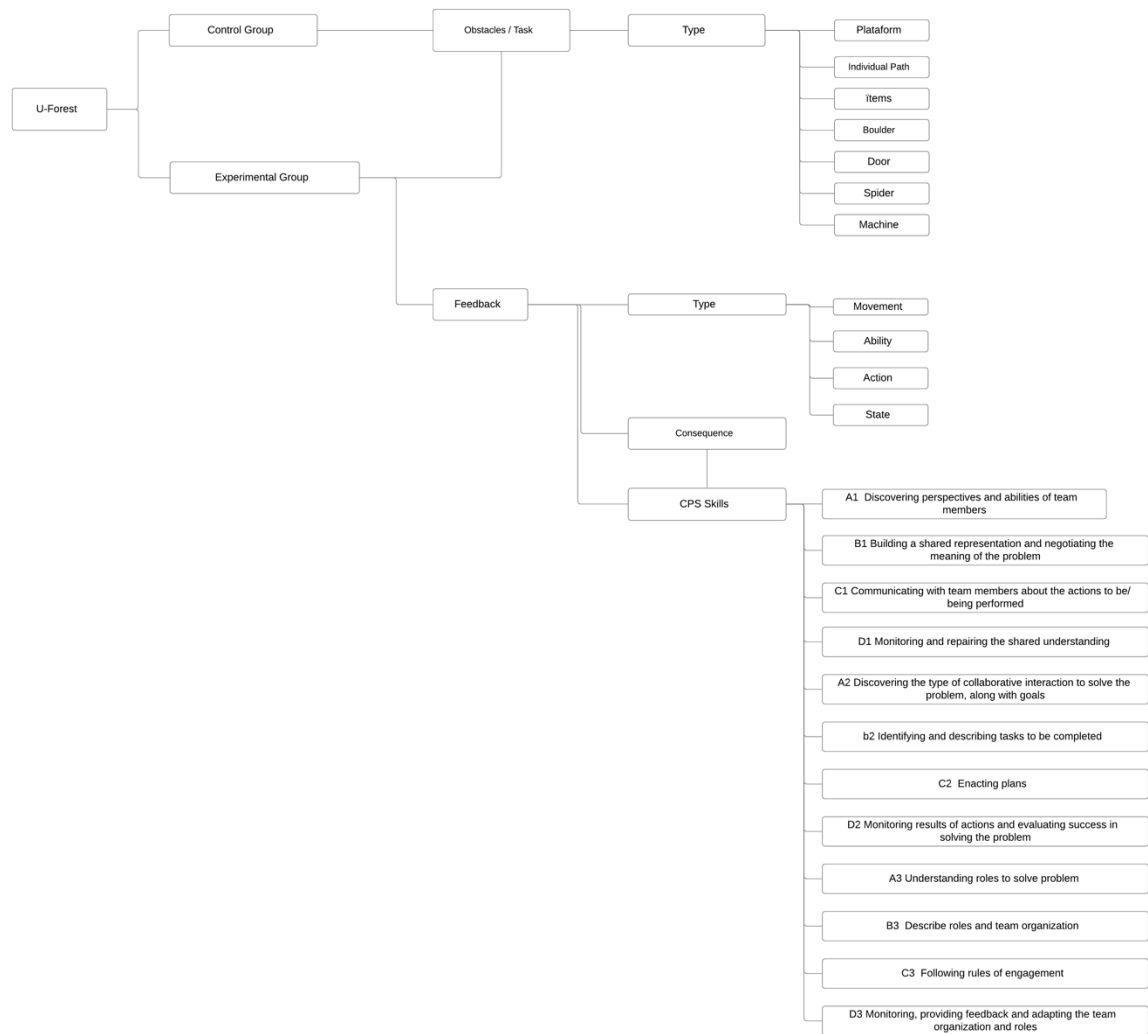 Control Group
Obstacles / Task
Type
Plataform
Individual Path
U-Forest
ïtems
Boulder
Door
Experimental Group
Spider
Machine
Feedback
Type
Movement
Ability
Action
State
Consequence
CPS Skills
A1  Discovering perspectives and abilities of team
members
B1 Building a shared representation and negotiating the
meaning of the problem
C1 Communicating with team members about the actions to be/
being performed
D1 Monitoring and repairing the shared understanding
A2 Discovering the type of collaborative interaction to solve the
problem, along with goals
b2 Identifying and describing tasks to be completed
C2  Enacting plans
D2 Monitoring results of actions and evaluating success in
solving the problem
A3 Understanding roles to solve problem
B3  Describe roles and team organization
C3  Following rules of engagement
D3 Monitoring, providing feedback and adapting the team
organization and roles